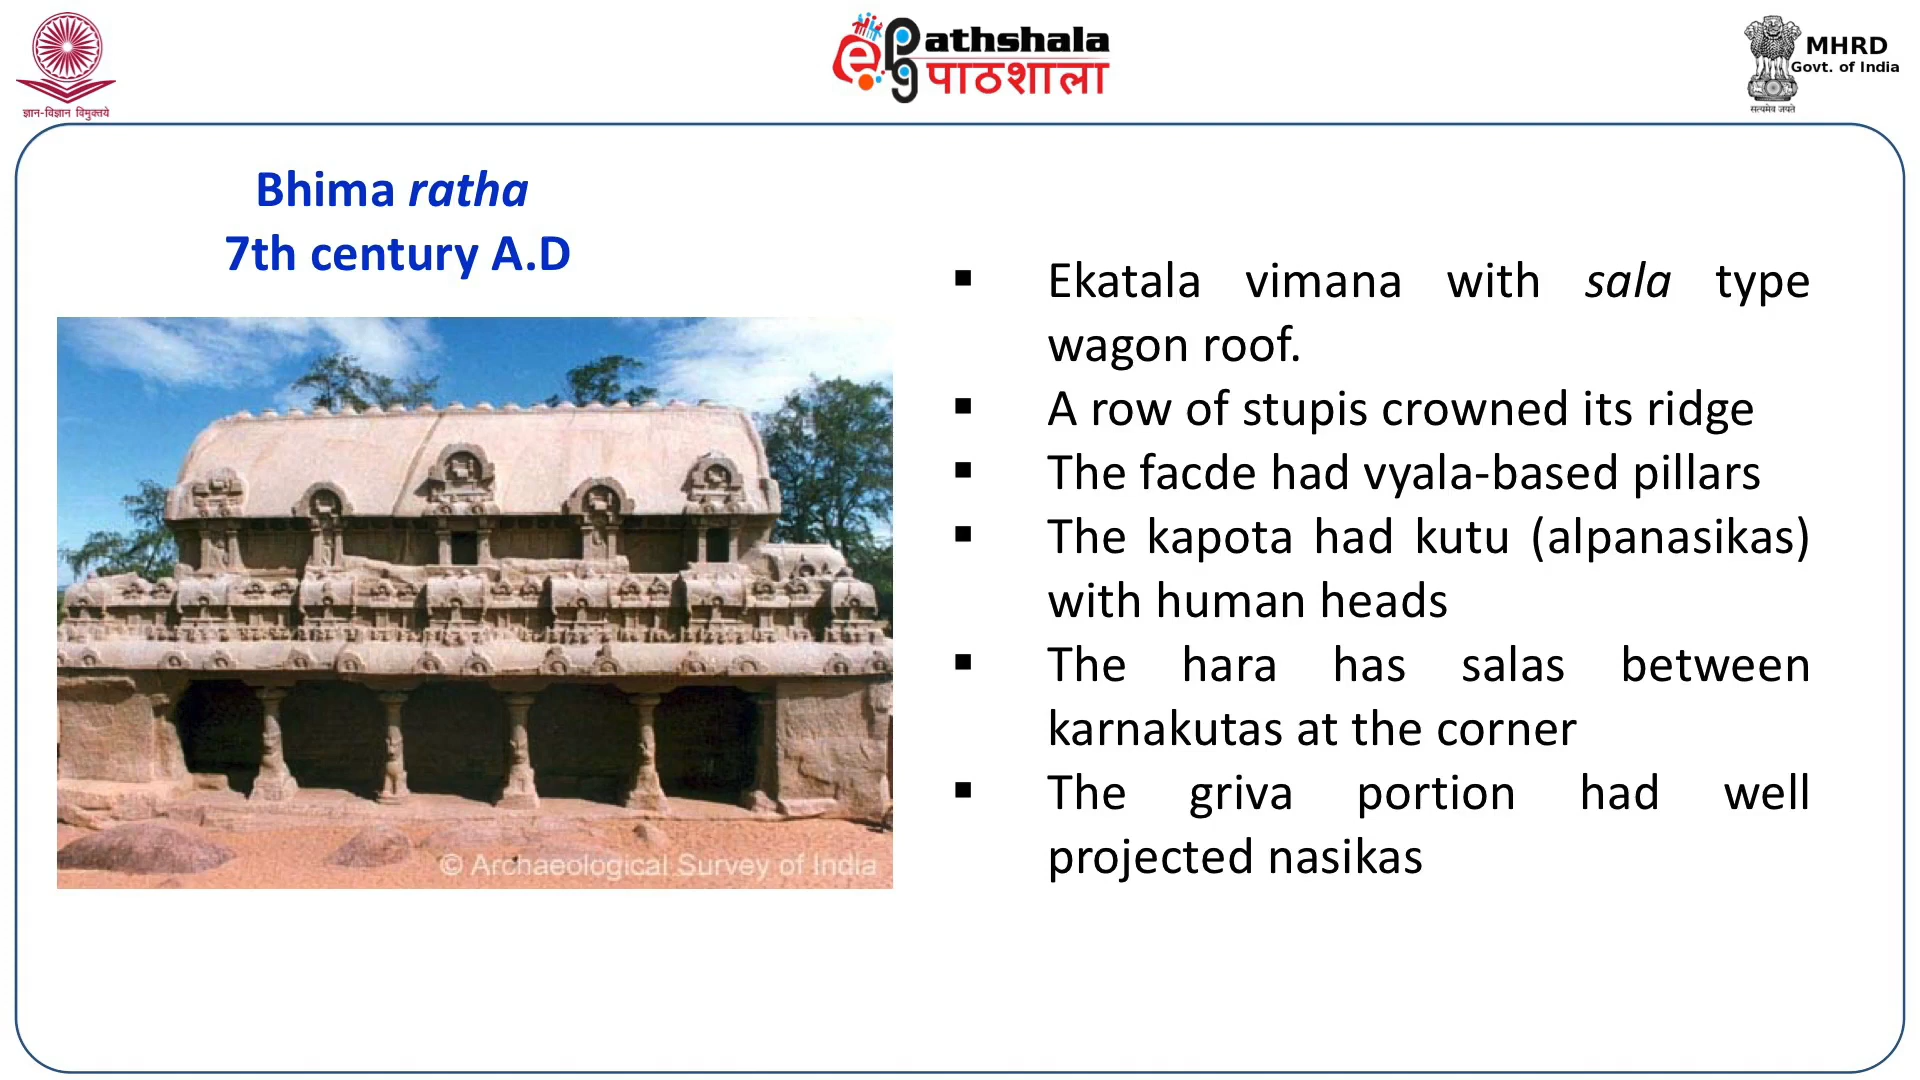 ज्ञान-विज्ञान विमुक्तये
ePathshala
पाठशाला
MHRD
Govt. of India
सत्यमेव जयते
Bhima ratha
7th century A.D
© Archaeological Survey of India
▪ Ekatala vimana with sala type
wagon roof.
▪ A row of stupis crowned its ridge
▪ The facde had vyala-based pillars
▪ The kapota had kutu (alpanasikas)
with human heads
▪ The hara has salas between
karnakutas at the corner
▪ The griva portion had well
projected nasikas